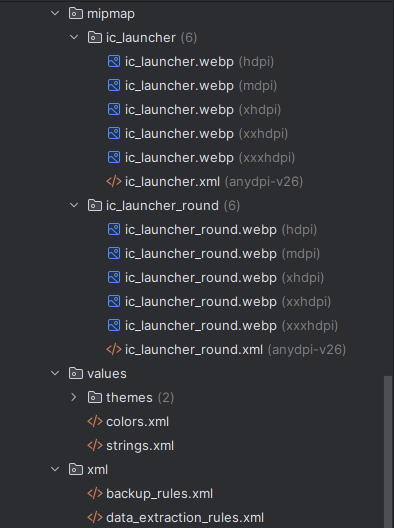 mipmap
ic_launcher (6)
ic_launcher.webp (hdpi)
ic_launcher.webp (mdpi)
ic_launcher.webp (xhdpi)
ic_launcher.webp (xxhdpi)
ic_launcher.webp (xxxhdpi)
</> ic_launcher.xml (anydpi-v26)
ic_launcher_round (6)
ic_launcher_round.webp (hdpi)
ic_launcher_round.webp (mdpi)
ic_launcher_round.webp (xhdpi)
ic_launcher_round.webp (xxhdpi)
ic_launcher_round.webp (xxxhdpi)
</> ic_launcher_round.xml (anydpi-v26)
values
themes (2)
</> colors.xml
</> strings.xml
xml
</> backup_rules.xml
</> data_extraction_rules.xml